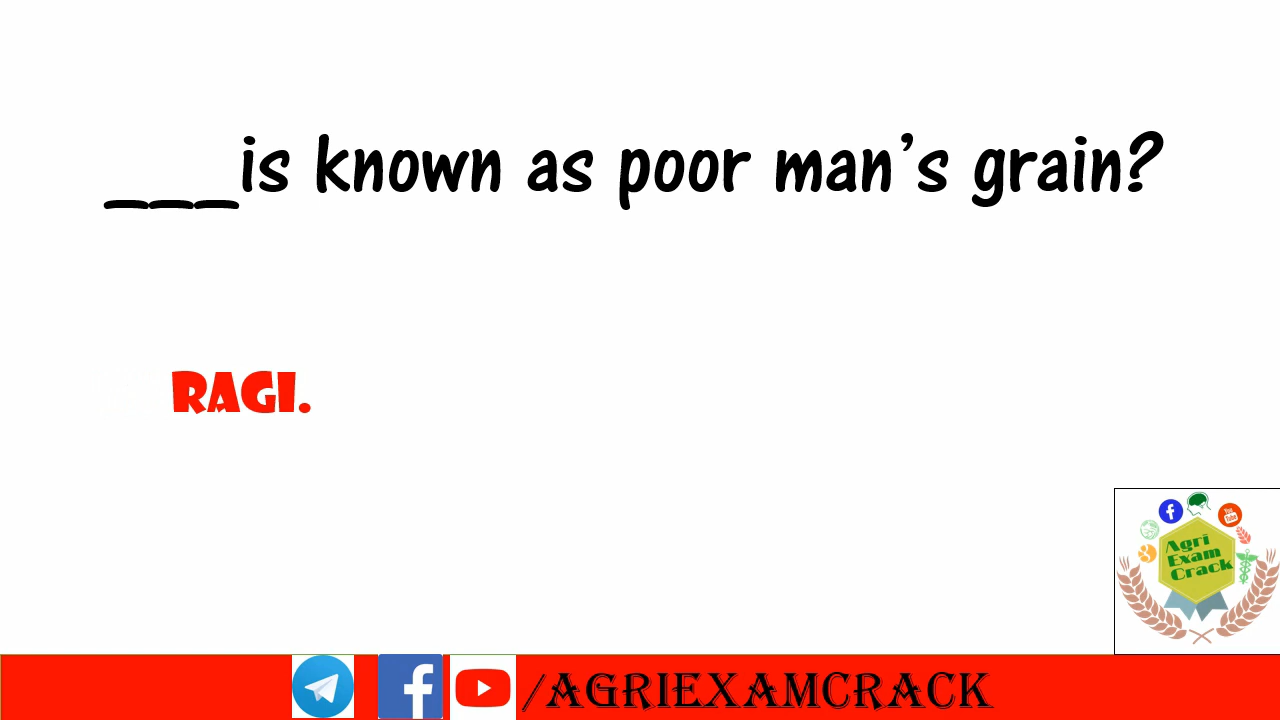 ___is known as poor man’s grain?
RAGI.
Agri
Exam
Crack
/AGRIEXAMCRACK